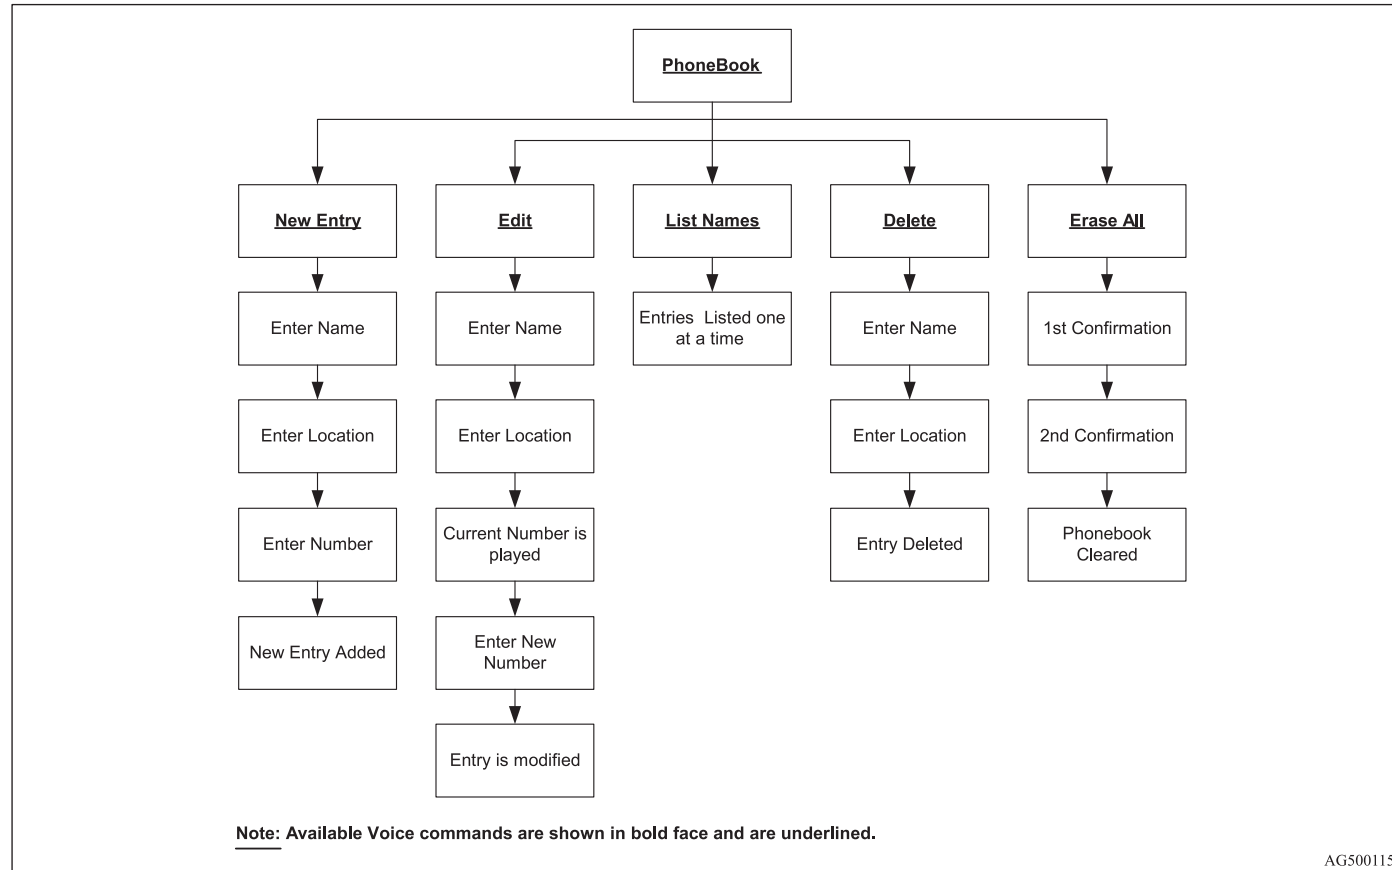 PhoneBook
New Entry
Edit
List Names
Delete
Erase All
Enter Name
Enter Name
Entries Listed one
at a time
Enter Name
1st Confirmation
Enter Location
Enter Location
Enter Location
2nd Confirmation
Enter Number
Current Number is
played
Entry Deleted
Phonebook
Cleared
New Entry Added
Enter New
Number
Entry is modified
Note: Available Voice commands are shown in bold face and are underlined.
AG500115